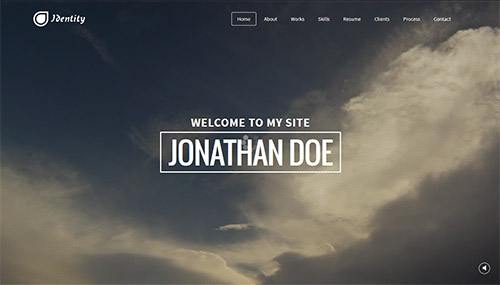 Identity
Home About Works Skills Resume Clients Process Contact
WELCOME TO MY SITE
JONATHAN DOE